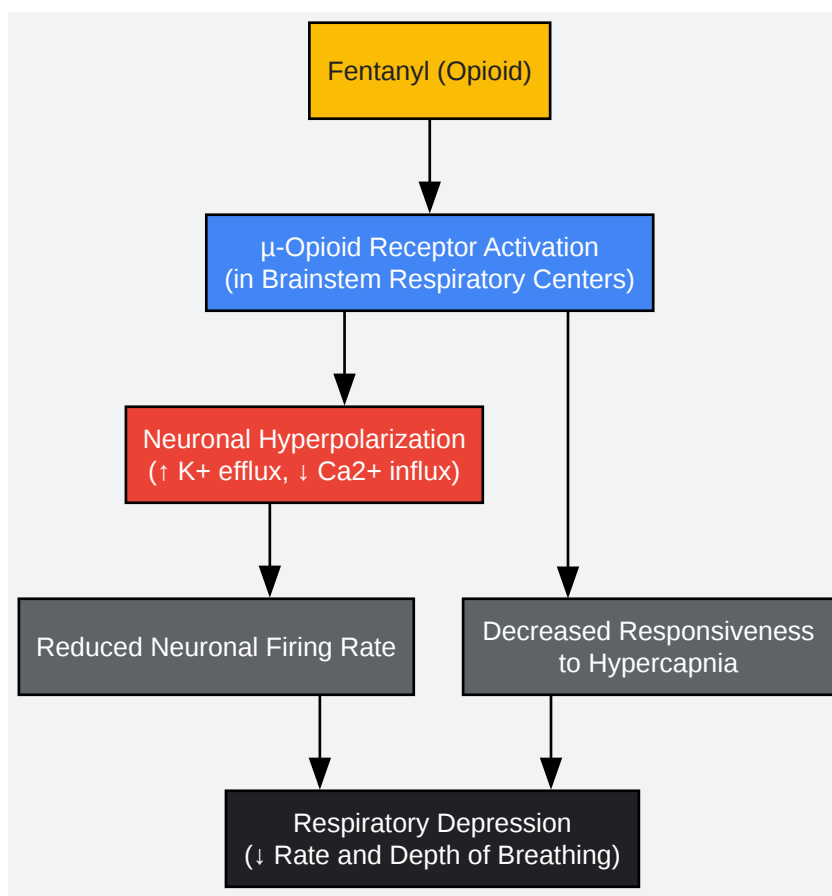 Fentanyl (Opioid)
µ-Opioid Receptor Activation
(in Brainstem Respiratory Centers)
Neuronal Hyperpolarization
(↑ K+ efflux, ↓ Ca2+ influx)
Reduced Neuronal Firing Rate
Decreased Responsiveness
to Hypercapnia
Respiratory Depression
(↓ Rate and Depth of Breathing)